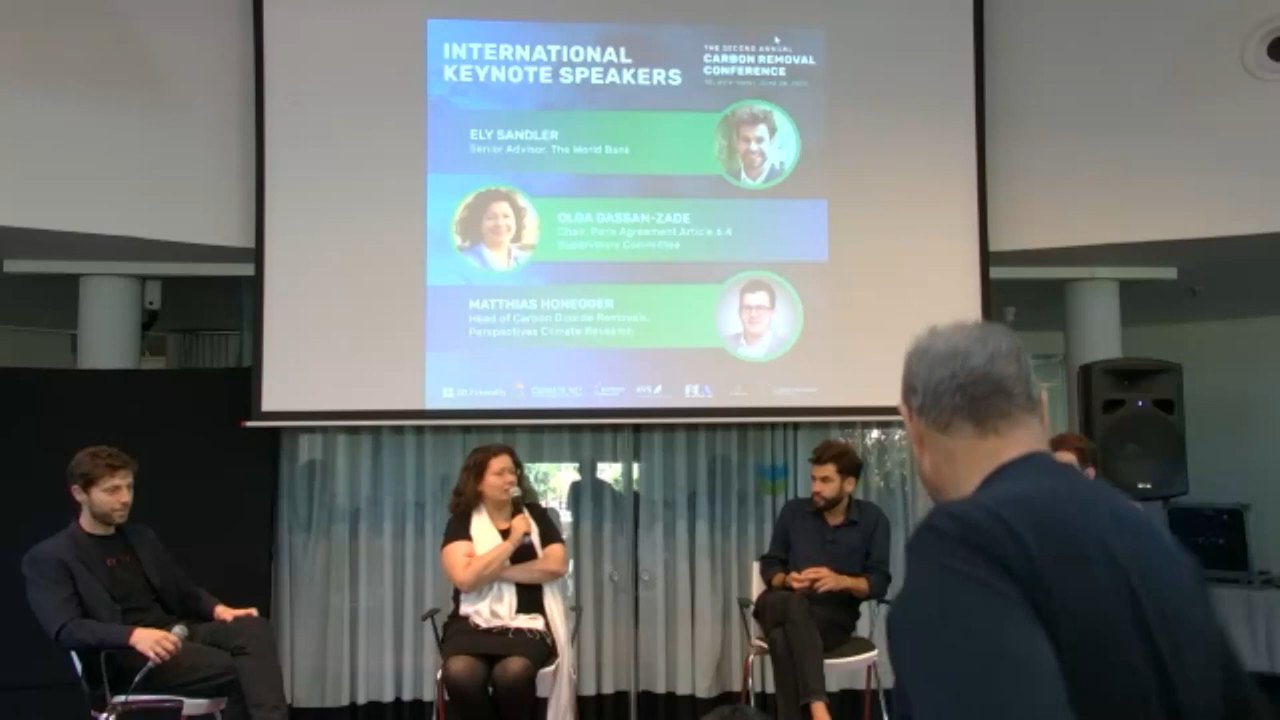 INTERNATIONAL
KEYNOTE SPEAKERS
THE SECOND ANNUAL
CARBON REMOVAL
CONFERENCE
ELY SANDLER
Senior Advisor, The World Bank
OLGA GASSAN-ZADE
Chair, Paris Agreement Article 6.4
Supervisory Committee
MATTHIAS HONEGGER
Head of Carbon Dioxide Removals,
Perspectives Climate Research